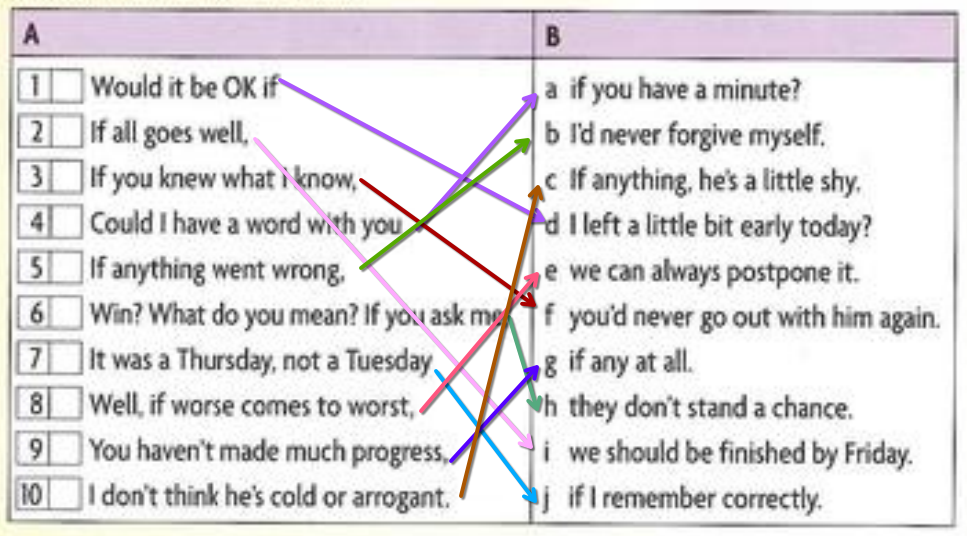 A B
1 Would it be OK if a if you have a minute?
2 If all goes well, b I'd never forgive myself.
3 If you knew what I know, c If anything, he's a little shy.
4 Could I have a word with you d I left a little bit early today?
5 If anything went wrong, e we can always postpone it.
6 Win? What do you mean? If you ask me f you'd never go out with him again.
7 It was a Thursday, not a Tuesday g if any at all.
8 Well, if worse comes to worst, h they don't stand a chance.
9 You haven't made much progress, i we should be finished by Friday.
10 I don't think he's cold or arrogant. j if I remember correctly.